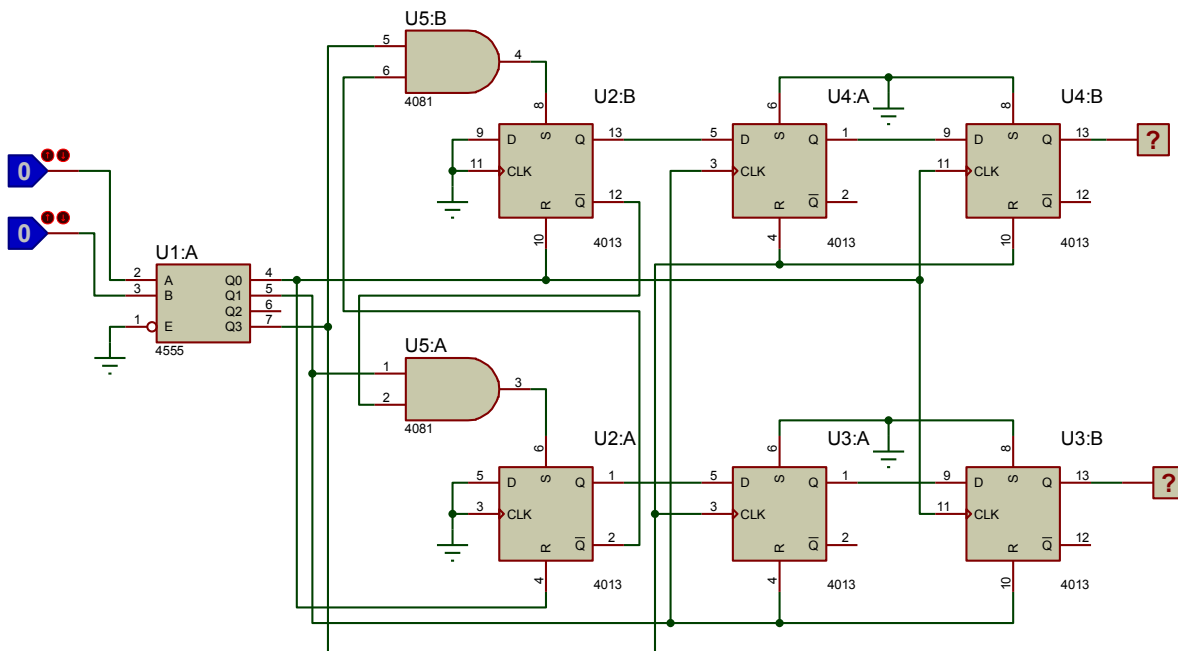 U5:B
5
6
4
4081
U2:B
8
9
D
S
Q
13
11
CLK
R
Q
12
10
4013
U4:A
6
5
D
S
Q
1
3
CLK
R
Q
2
4
4013
U4:B
8
9
D
S
Q
13
11
CLK
R
Q
12
10
4013
?
0
0
U1:A
2
A
Q0
4
3
B
Q1
5
Q2
6
1
E
Q3
7
4555
U5:A
1
2
3
4081
U2:A
6
5
D
S
Q
1
3
CLK
R
Q
2
4
4013
U3:A
6
5
D
S
Q
1
3
CLK
R
Q
2
4
4013
U3:B
8
9
D
S
Q
13
11
CLK
R
Q
12
10
4013
?